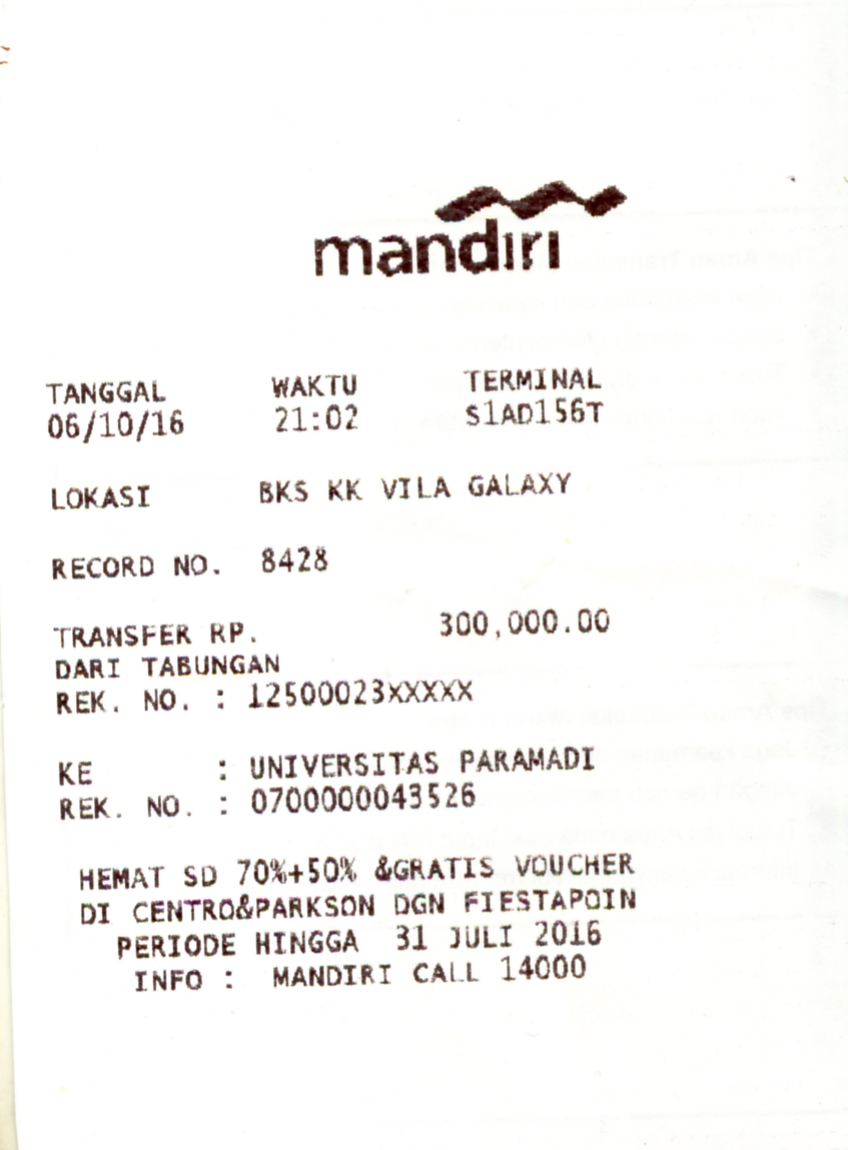 mandiri
TANGGAL WAKTU TERMINAL
06/10/16 21:02 S1AD156T
LOKASI BKS KK VILA GALAXY
RECORD NO. 8428
TRANSFER RP. 300,000.00
DARI TABUNGAN
REK. NO. : 12500023XXXXX
KE : UNIVERSITAS PARAMADI
REK. NO. : 0700000043526
HEMAT SD 70%+50% &GRATIS VOUCHER
DI CENTRO&PARKSON DGN FIESTAPOIN
PERIODE HINGGA 31 JULI 2016
INFO : MANDIRI CALL 14000